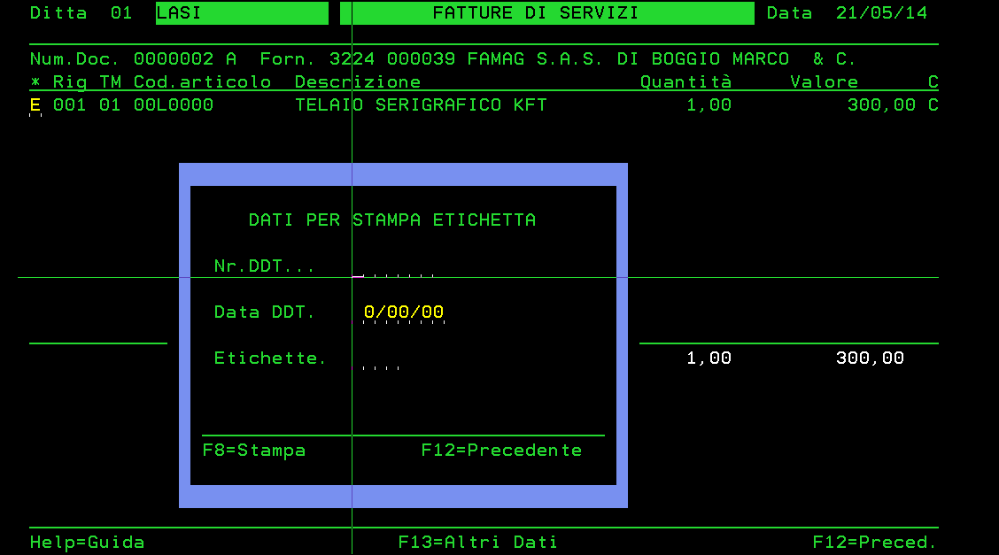 Ditta 01 LASI FATTURE DI SERVIZI Data 21/05/14
Num.Doc. 0000002 A Forn. 3224 000039 FAMAG S.A.S. DI BOGGIO MARCO & C.
* Rig TM Cod.articolo Descrizione Quantità Valore C
E 001 01 00L0000 TELAIO SERIGRAFICO KFT 1,00 300,00 C
DATI PER STAMPA ETICHETTA
Nr.DDT...
Data DDT. 0/00/00
Etichette. 1,00 300,00
F8=Stampa F12=Precedente
Help=Guida F13=Altri Dati F12=Preced.